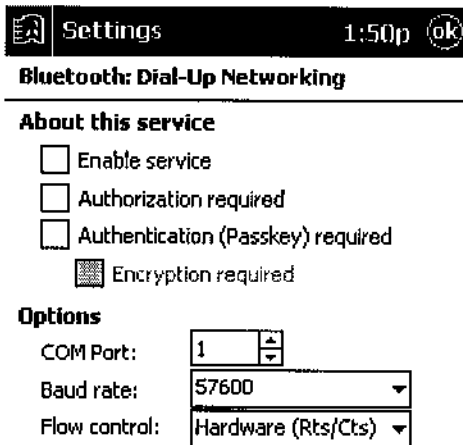 Settings 1:50p ok
Bluetooth: Dial-Up Networking
About this service
Enable service
Authorization required
Authentication (Passkey) required
Encryption required
Options
COM Port: 1
Baud rate: 57600
Flow control: Hardware (Rts/Cts)